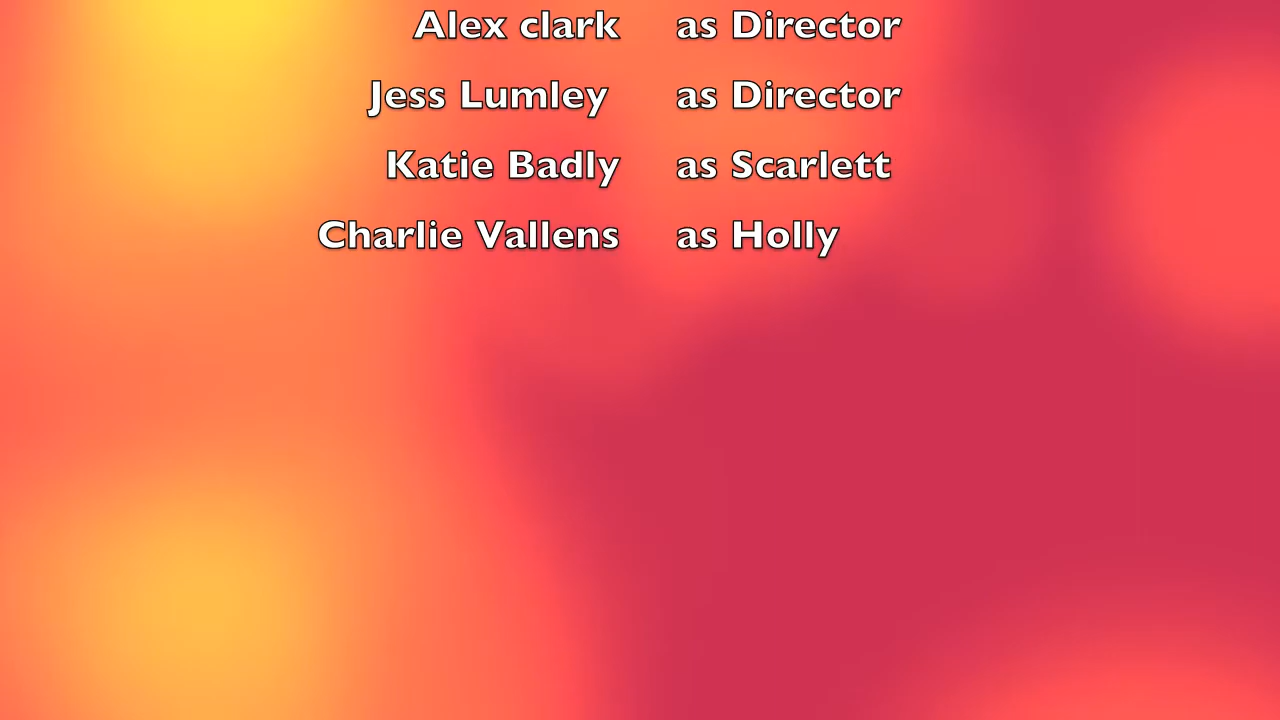 Alex clark as Director
Jess Lumley as Director
Katie Badly as Scarlett
Charlie Vallens as Holly